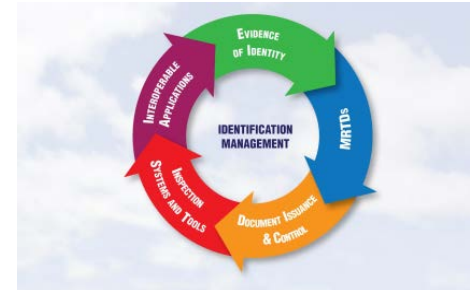 EVIDENCE
OF IDENTITY
MRTDS
DOCUMENT ISSUANCE
& CONTROL
INSPECTION
SYSTEMS AND TOOLS
INTEROPERABLE
APPLICATIONS
IDENTIFICATION
MANAGEMENT